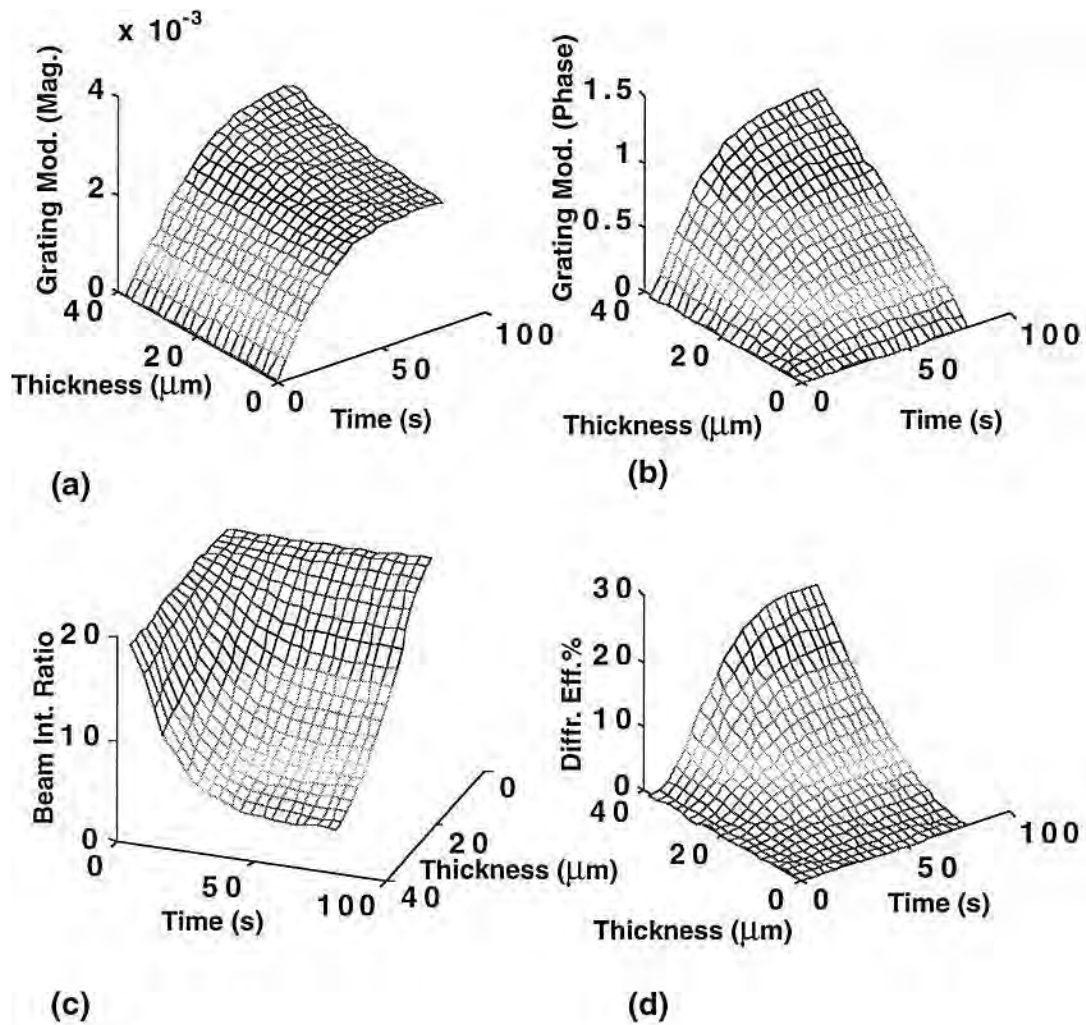 x 10-3
Grating Mod. (Mag.)
4
2
0
40
20
0
Thickness (μm)
0
50
100
Time (s)
(a)
Grating Mod. (Phase)
1.5
1
0.5
0
40
20
0
Thickness (μm)
0
50
100
Time (s)
(b)
Beam Int. Ratio
20
10
0
0
50
100
Time (s)
0
20
40
Thickness (μm)
(c)
Diffr. Eff.%
30
20
10
0
40
20
0
Thickness (μm)
0
50
100
Time (s)
(d)